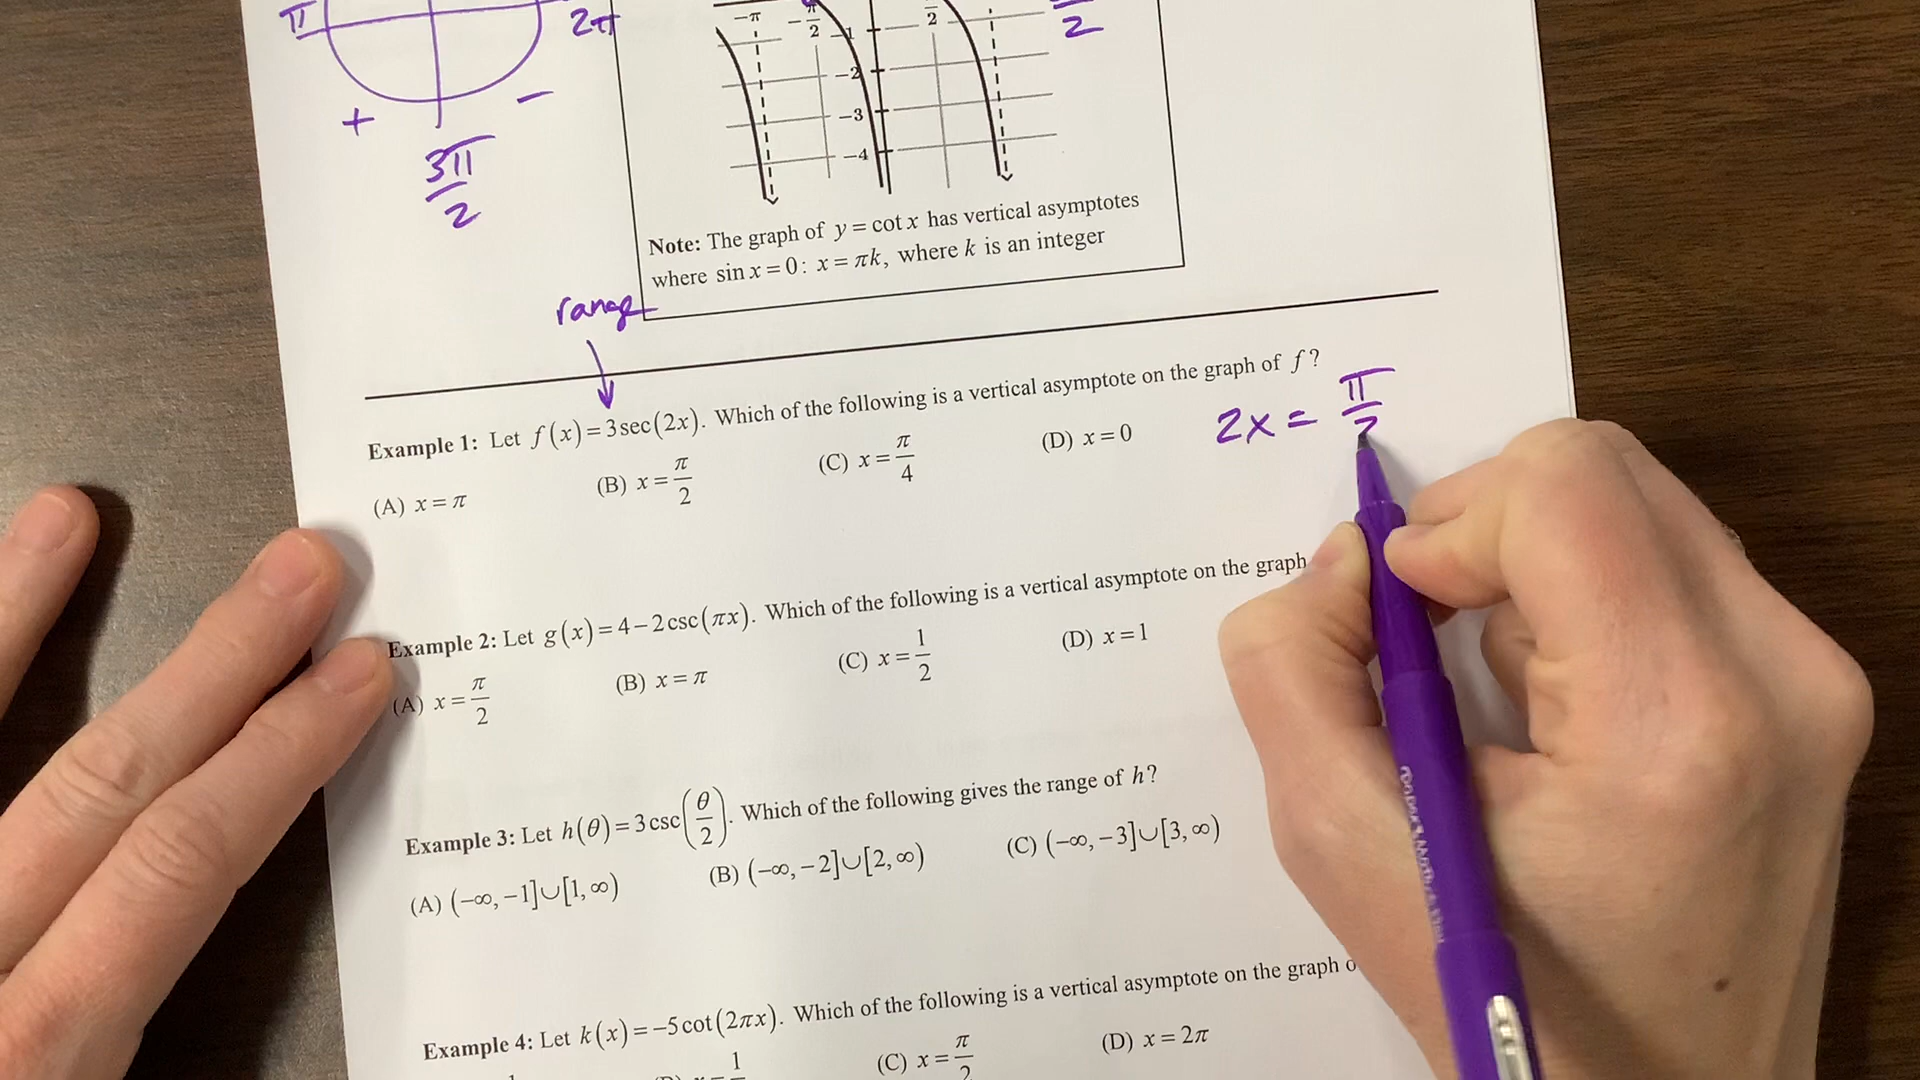 π 2π
+ −
3π/2
−π −π/2 π/2 2
−1
−2
−3
−4
Note: The graph of y = cot x has vertical asymptotes
where sin x = 0: x = πk, where k is an integer
range
Example 1: Let f(x) = 3sec(2x). Which of the following is a vertical asymptote on the graph of f?
(A) x = π (B) x = π/2 (C) x = π/4 (D) x = 0
2x = π/2
Example 2: Let g(x) = 4 − 2csc(πx). Which of the following is a vertical asymptote on the graph
(A) x = π/2 (B) x = π (C) x = 1/2 (D) x = 1
Example 3: Let h(θ) = 3csc(θ/2). Which of the following gives the range of h?
(A) (−∞, −1]∪[1, ∞) (B) (−∞, −2]∪[2, ∞) (C) (−∞, −3]∪[3, ∞)
Example 4: Let k(x) = −5cot(2πx). Which of the following is a vertical asymptote on the graph
(C) x = π/2 (D) x = 2π